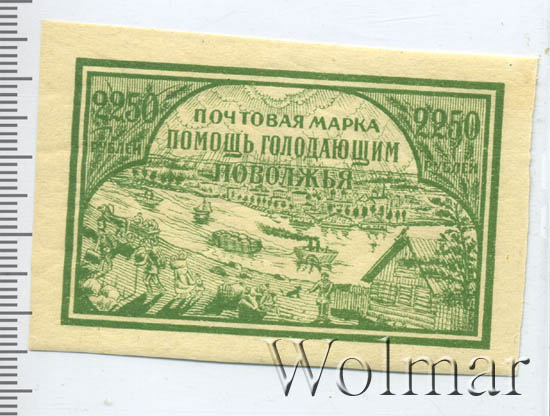 2250 ПОЧТОВАЯ МАРКА 2250
РУБЛЕЙ ПОМОЩЬ ГОЛОДАЮЩИМ РУБЛЕЙ
ПОВОЛЖЬЯ
Wolmar